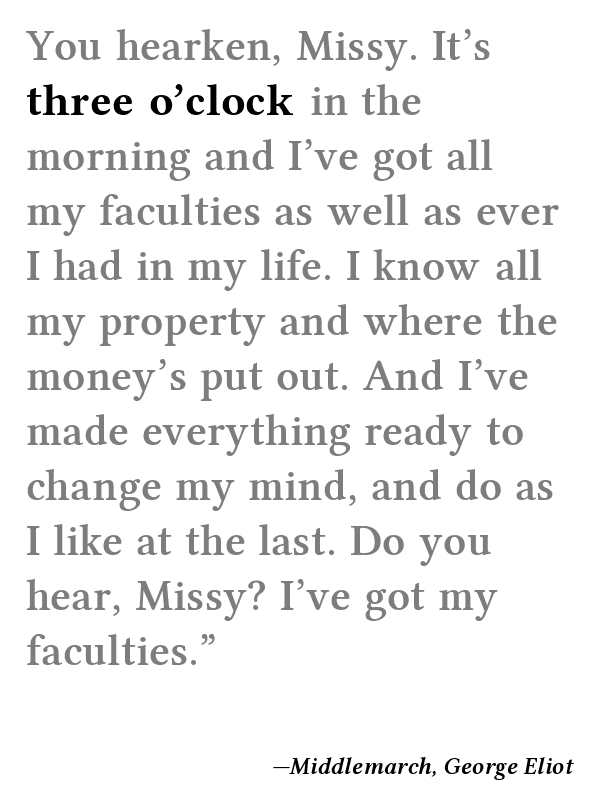 You hearken, Missy. It’s
three o’clock in the
morning and I’ve got all
my faculties as well as ever
I had in my life. I know all
my property and where the
money’s put out. And I’ve
made everything ready to
change my mind, and do as
I like at the last. Do you
hear, Missy? I’ve got my
faculties.”
—Middlemarch, George Eliot